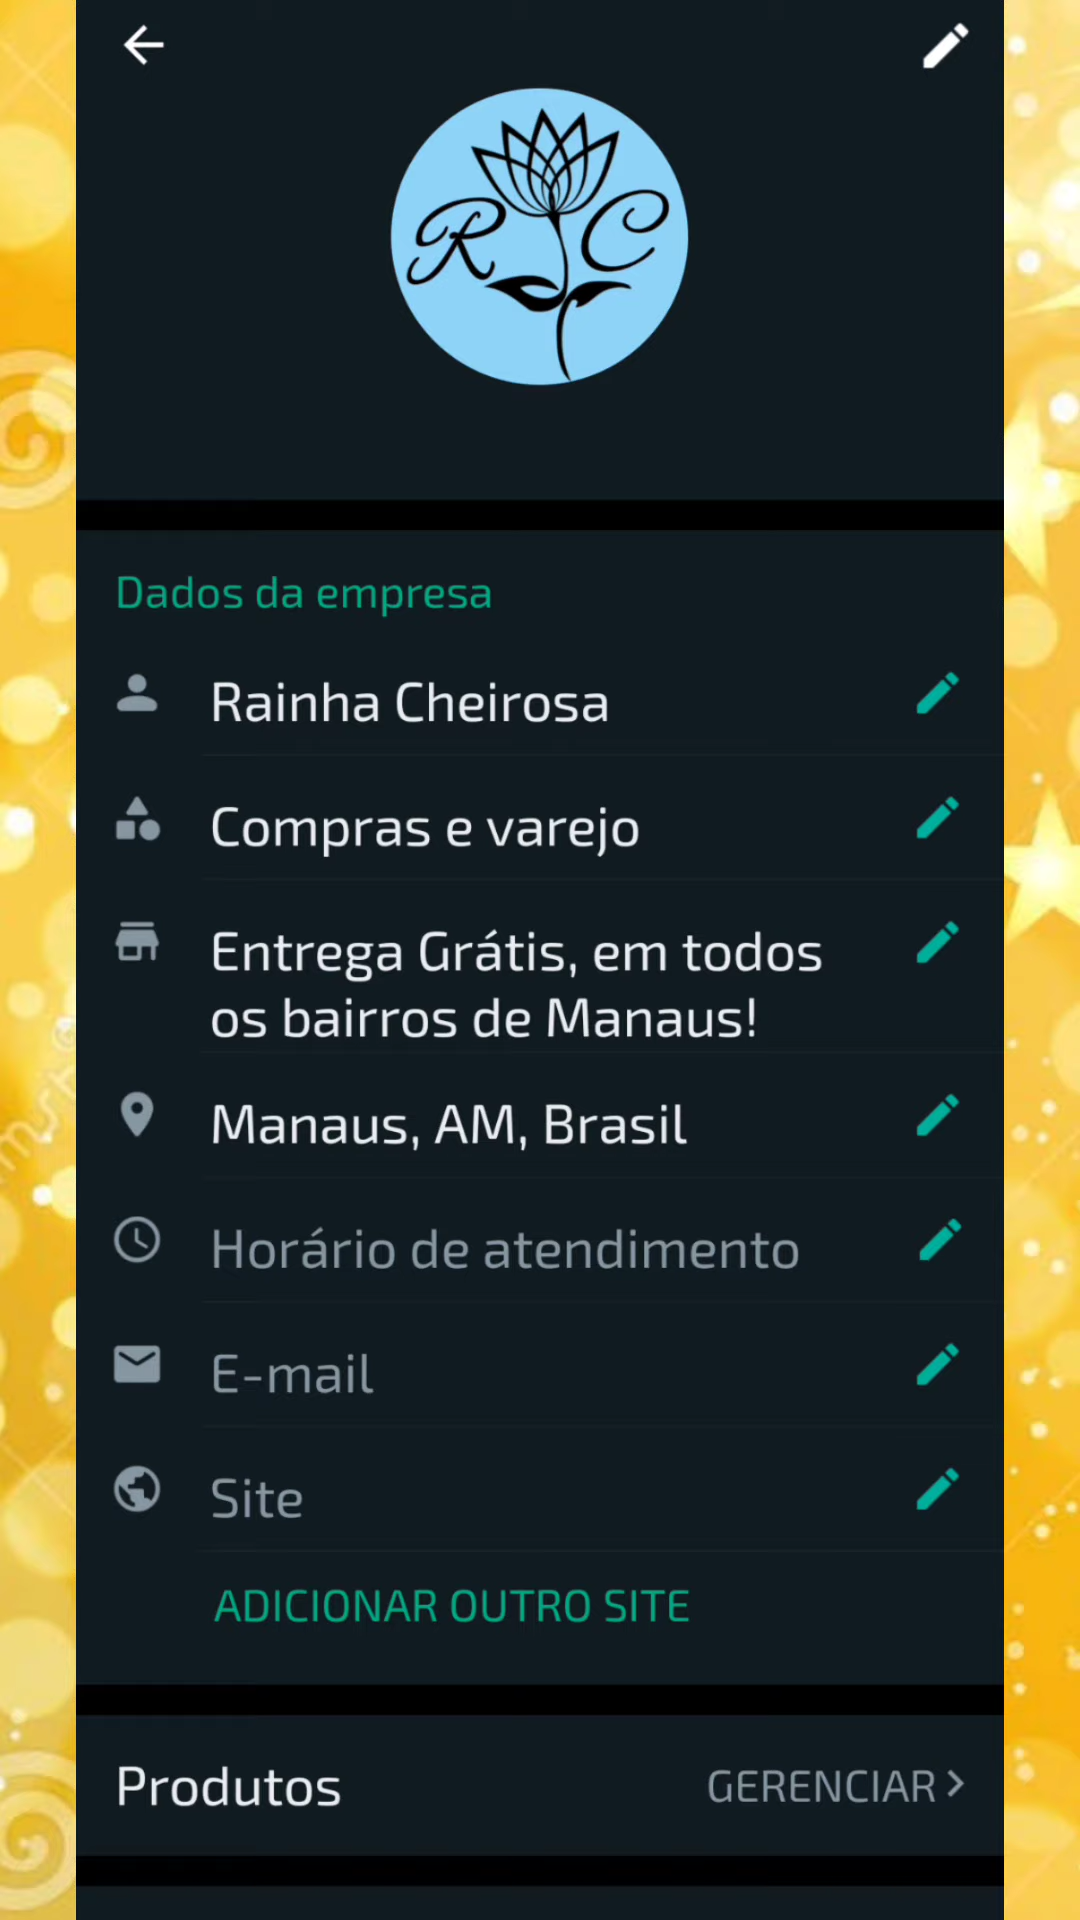 R C
Dados da empresa
Rainha Cheirosa
Compras e varejo
Entrega Grátis, em todos
os bairros de Manaus!
Manaus, AM, Brasil
Horário de atendimento
E-mail
Site
ADICIONAR OUTRO SITE
Produtos
GERENCIAR